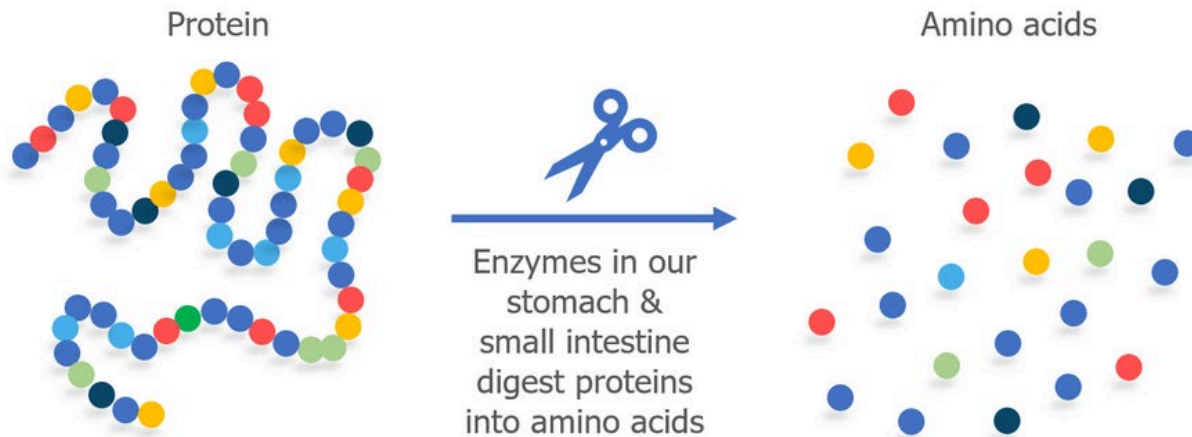 Protein
Amino acids
Enzymes in our
stomach &
small intestine
digest proteins
into amino acids